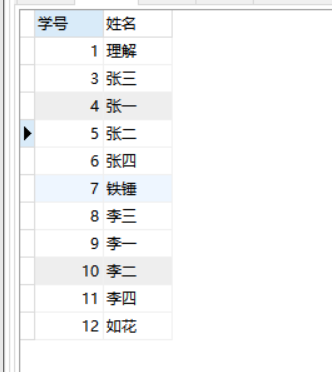 学号 姓名
1 理解
3 张三
4 张一
5 张二
6 张四
7 铁锤
8 李三
9 李一
10 李二
11 李四
12 如花